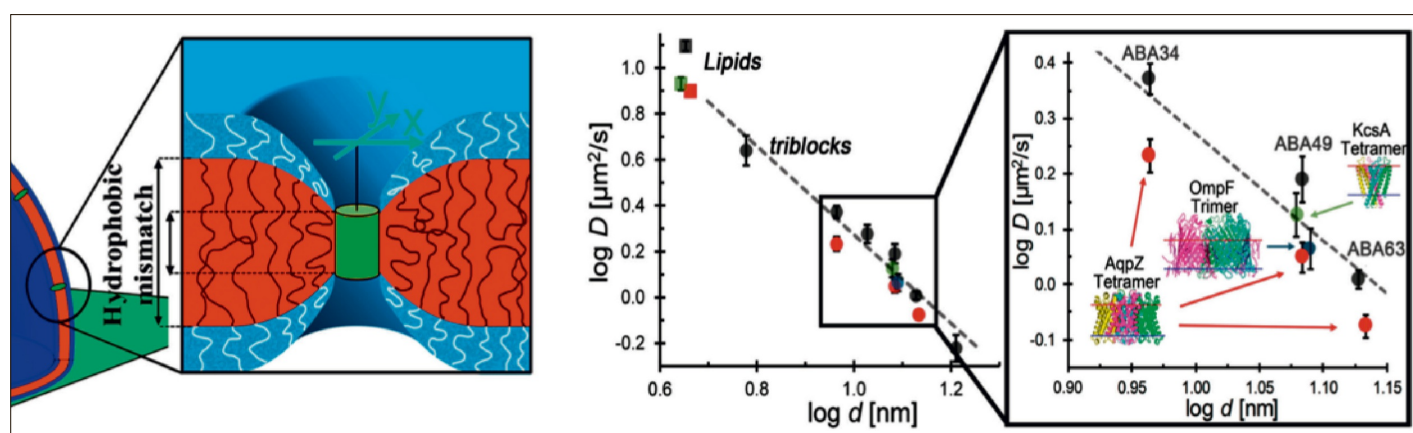 Hydrophobic
mismatch
Y
X
log D [µm²/s]
1.0
0.8
0.6
0.4
0.2
0.0
-0.2
Lipids
triblocks
0.6
0.8
1.0
1.2
log d [nm]
log D [µm²/s]
0.4
0.3
0.2
0.1
0.0
-0.1
ABA34
ABA49
KcsA
Tetramer
OmpF
Trimer
ABA63
AqpZ
Tetramer
0.90
0.95
1.00
1.05
1.10
1.15
log d [nm]